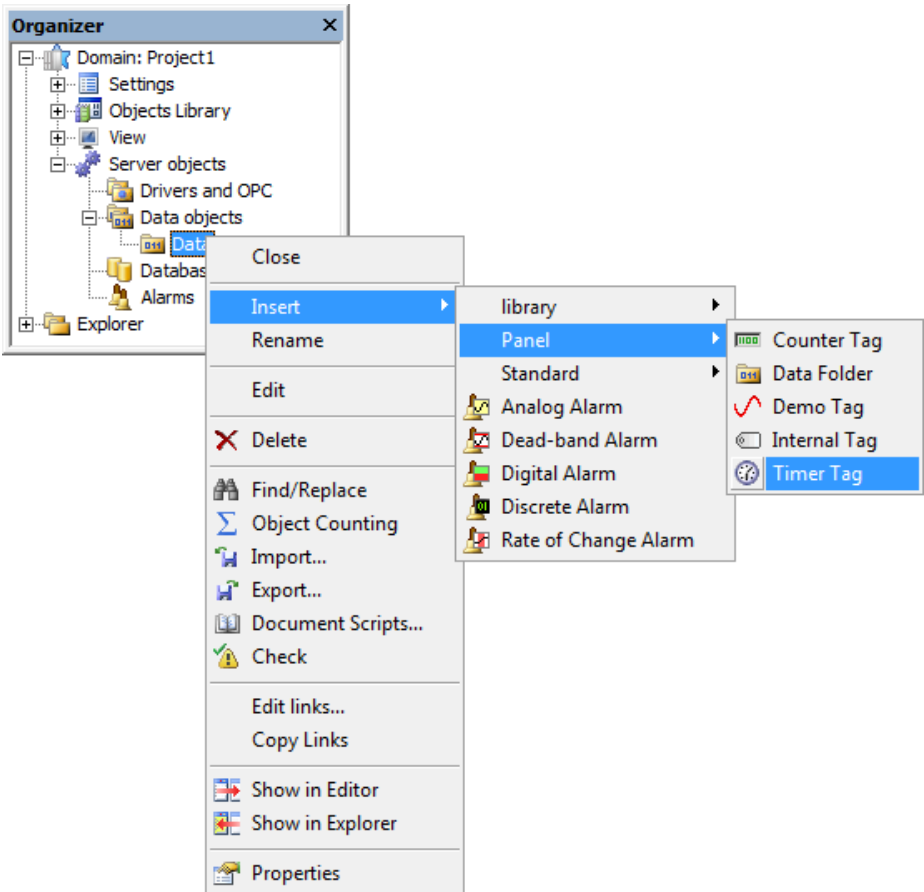 Organizer
Domain: Project1
Settings
Objects Library
View
Server objects
Drivers and OPC
Data objects
Data
Databas
Alarms
Explorer
Close
Insert
Rename
Edit
Delete
Find/Replace
Object Counting
Import...
Export...
Document Scripts...
Check
Edit links...
Copy Links
Show in Editor
Show in Explorer
Properties
library
Panel
Standard
Analog Alarm
Dead-band Alarm
Digital Alarm
Discrete Alarm
Rate of Change Alarm
Counter Tag
Data Folder
Demo Tag
Internal Tag
Timer Tag